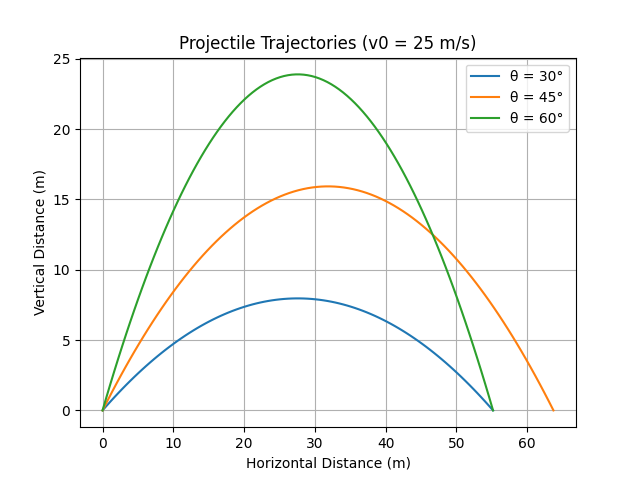 Projectile Trajectories (v0 = 25 m/s)
θ = 30°
θ = 45°
θ = 60°
Vertical Distance (m)
25
20
15
10
5
0
0 10 20 30 40 50 60
Horizontal Distance (m)